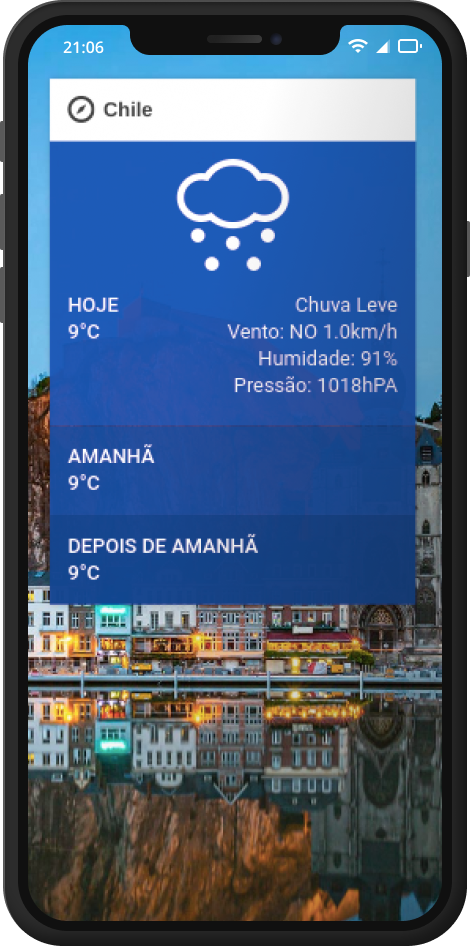 21:06
Chile
HOJE
9°C
Chuva Leve
Vento: NO 1.0km/h
Humidade: 91%
Pressão: 1018hPA
AMANHÃ
9°C
DEPOIS DE AMANHÃ
9°C